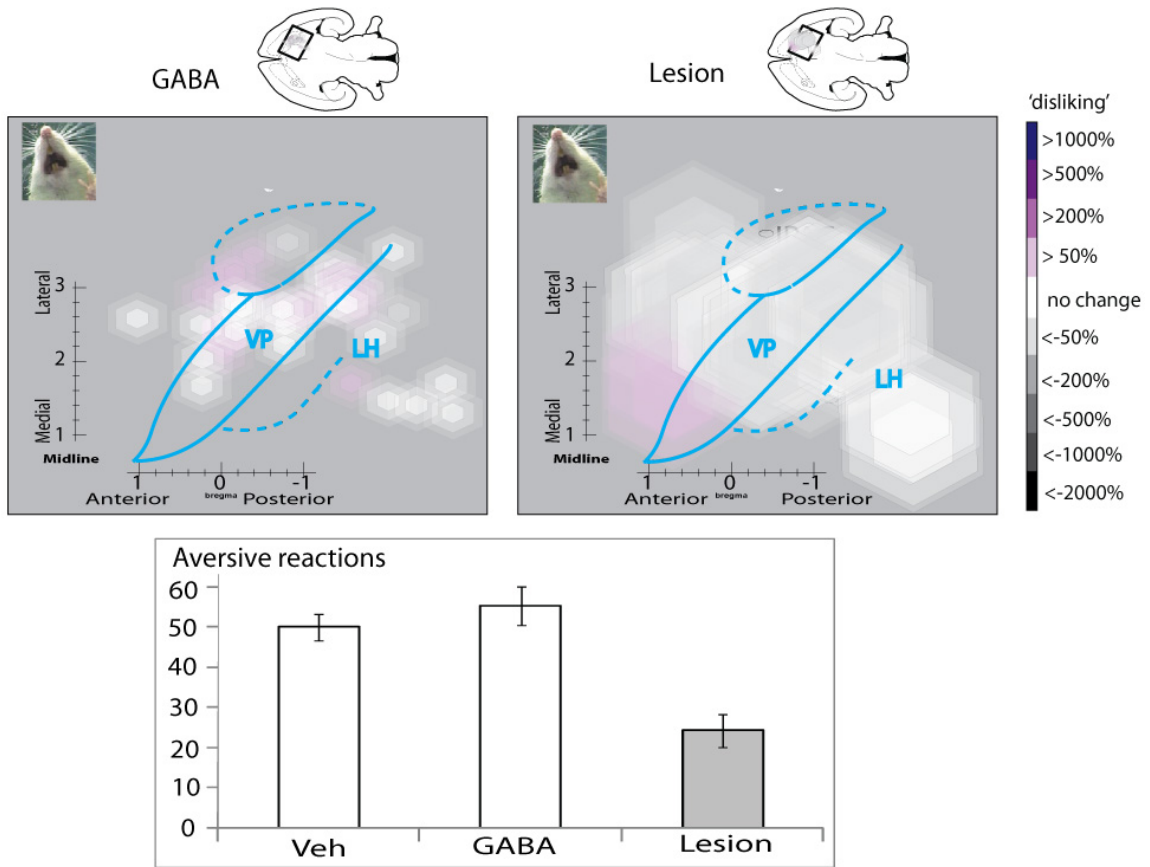 GABA
Lesion
'disliking'
>1000%
>500%
>200%
> 50%
no change
<-50%
<-200%
<-500%
<-1000%
<-2000%
Lateral
3
2
Medial
1
Midline
VP
LH
1 0 -1
Anterior bregma Posterior
Lateral
3
2
Medial
1
Midline
VP
LH
1 0 -1
Anterior bregma Posterior
Aversive reactions
60
50
40
30
20
10
0
Veh GABA Lesion